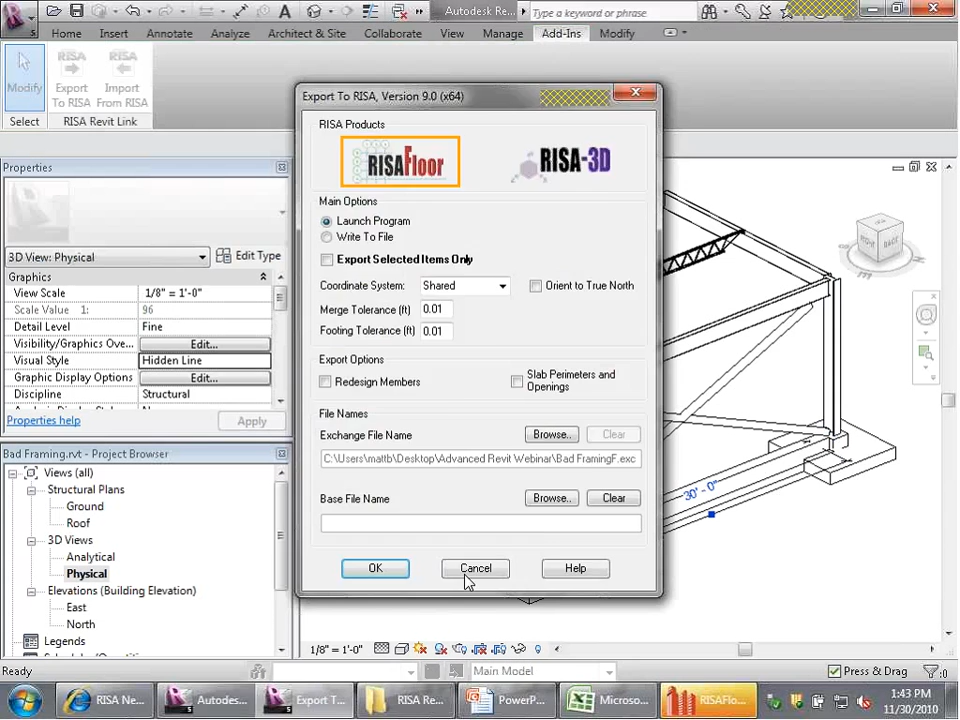 Autodesk Re...
Type a keyword or phrase
Home Insert Annotate Analyze Architect & Site Collaborate View Manage Add-Ins Modify
Modify
Export To RISA
Import From RISA
Select
RISA Revit Link
Properties
3D View: Physical
Edit Type
Graphics
View Scale 1/8" = 1'-0"
Scale Value 1: 96
Detail Level Fine
Visibility/Graphics Ove... Edit...
Visual Style Hidden Line
Graphic Display Options Edit...
Discipline Structural
Properties help
Apply
Bad Framing.rvt - Project Browser
Views (all)
Structural Plans
Ground
Roof
3D Views
Analytical
Physical
Elevations (Building Elevation)
East
North
Legends
Export To RISA, Version 9.0 (x64)
RISA Products
RISAFloor
RISA-3D
Main Options
Launch Program
Write To File
Export Selected Items Only
Coordinate System: Shared
Orient to True North
Merge Tolerance (ft) 0.01
Footing Tolerance (ft) 0.01
Export Options
Redesign Members
Slab Perimeters and Openings
File Names
Exchange File Name
Browse..
Clear
C:\Users\mattb\Desktop\Advanced Revit Webinar\Bad FramingF.exc
Base File Name
Browse..
Clear
OK
Cancel
Help
RIGHT
BACK
30' - 0"
1/8" = 1'-0"
Ready
Main Model
Press & Drag
:0
RISA Ne...
Autodes...
Export T...
RISA Re...
PowerP...
Microso...
RISAFlo...
1:43 PM
11/30/2010